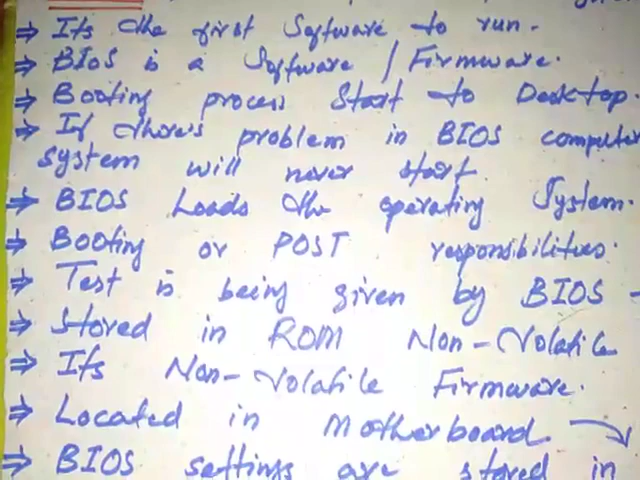 ⇒ Its the first Software to run.
⇒ BIOS is a Software / Firmware.
⇒ Booting process Start to Desktop.
⇒ If there's problem in BIOS computer
system will never start.
⇒ BIOS Loads the operating System.
⇒ Booting or POST responsibilities.
⇒ Test is being given by BIOS -
⇒ Stored in ROM Non-Volatile
⇒ Its Non-Volatile Firmware.
⇒ Located in Motherboard →
⇒ BIOS settings are stored in